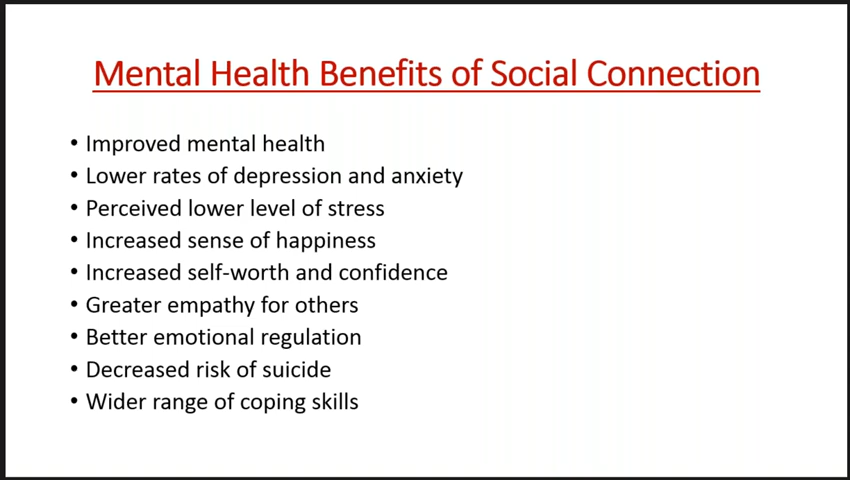 Mental Health Benefits of Social Connection
• Improved mental health
• Lower rates of depression and anxiety
• Perceived lower level of stress
• Increased sense of happiness
• Increased self-worth and confidence
• Greater empathy for others
• Better emotional regulation
• Decreased risk of suicide
• Wider range of coping skills